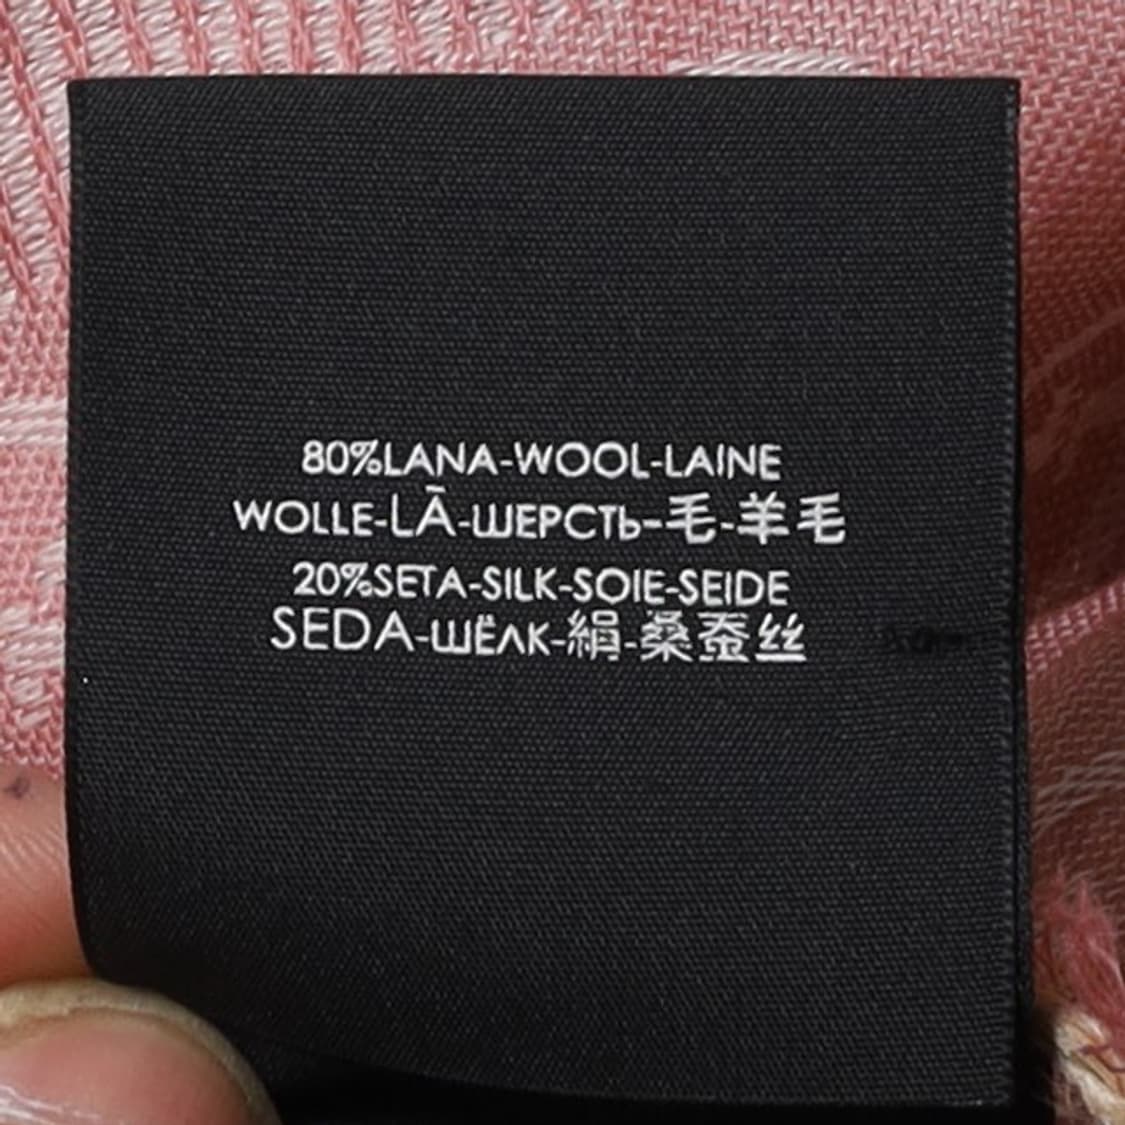 80%LANA-WOOL-LAINE
WOLLE-LĀ-ШЕРСТЬ-毛-羊毛
20%SETA-SILK-SOIE-SEIDE
SEDA-ШЁЛК-絹-桑蚕丝